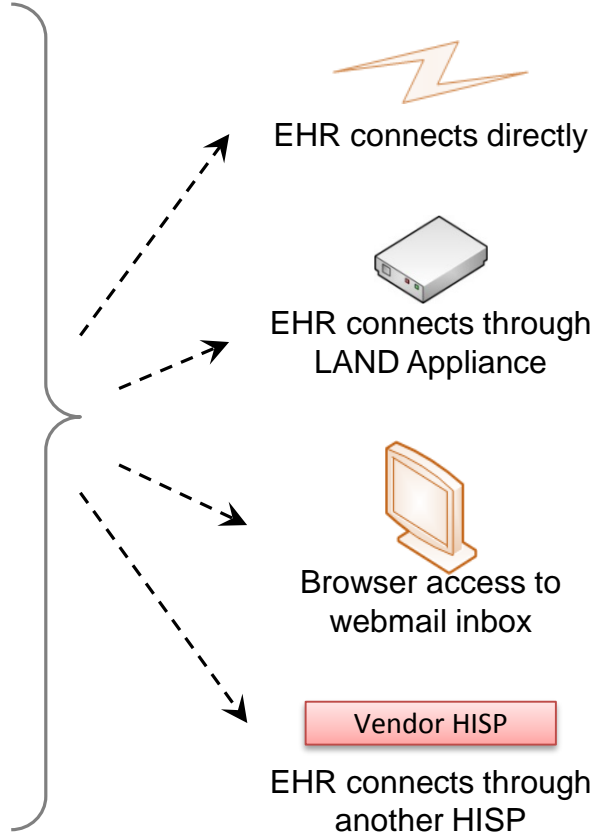 EHR connects directly
EHR connects through
LAND Appliance
Browser access to
webmail inbox
Vendor HISP
EHR connects through
another HISP